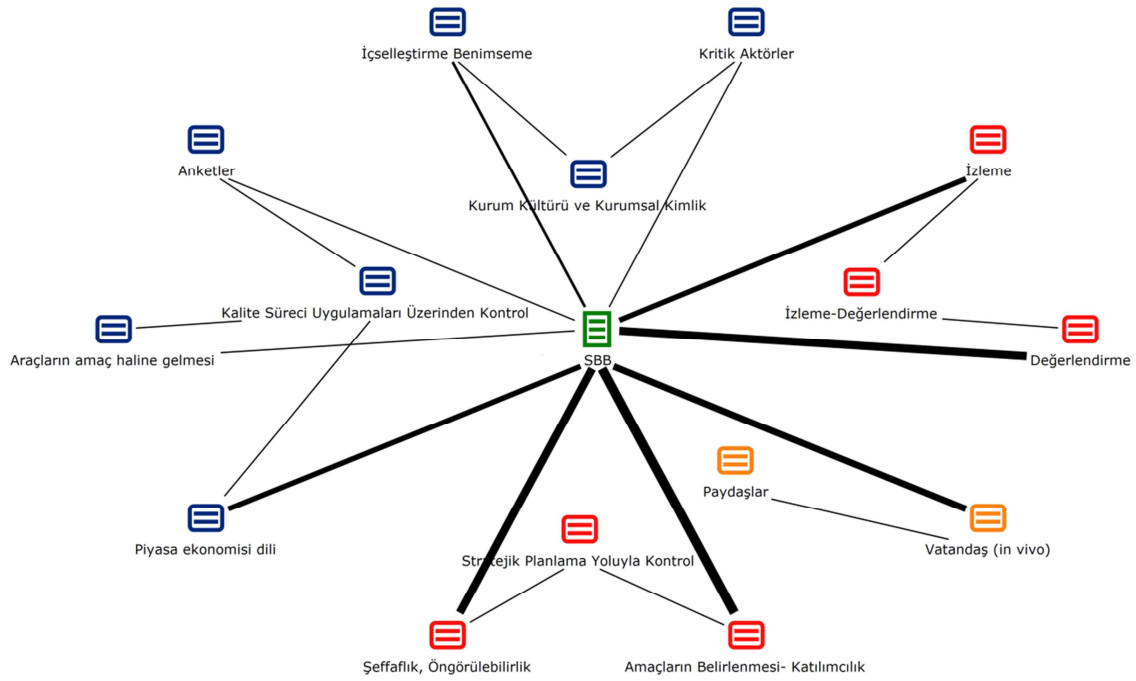 İçselleştirme Benimseme
Kritik Aktörler
Anketler
İzleme
Kurum Kültürü ve Kurumsal Kimlik
Kalite Süreci Uygulamaları Üzerinden Kontrol
İzleme-Değerlendirme
Araçların amaç haline gelmesi
SBB
Değerlendirme
Paydaşlar
Piyasa ekonomisi dili
Vatandaş (in vivo)
Stratejik Planlama Yoluyla Kontrol
Şeffaflık, Öngörülebilirlik
Amaçların Belirlenmesi- Katılımcılık